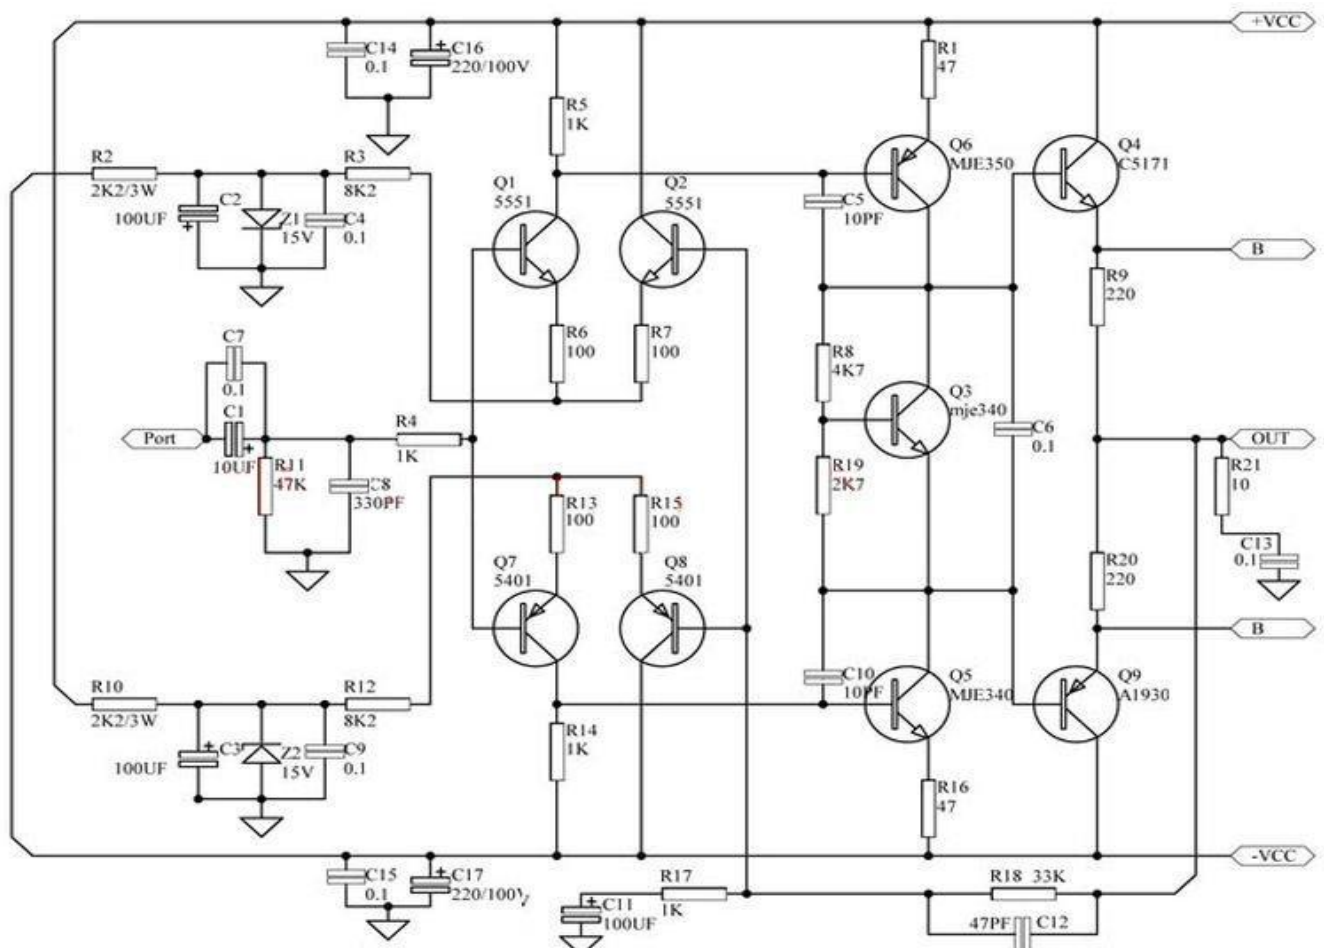 +VCC
C14
0.1
C16
220/100V
R1
47
R5
1K
Q6
MJE350
Q4
C5171
R2
2K2/3W
R3
8K2
C2
100UF
Z1
15V
C4
0.1
Q1
5551
Q2
5551
C5
10PF
B
R9
220
C7
0.1
R6
100
R7
100
R8
4K7
Q3
mje340
Port
C1
10UF
R4
1K
C6
0.1
OUT
R11
47K
C8
330PF
R19
2K7
R21
10
R13
100
R15
100
C13
0.1
R20
220
Q7
5401
Q8
5401
B
R10
2K2/3W
R12
8K2
C10
10PF
Q5
MJE340
Q9
A1930
C3
100UF
Z2
15V
C9
0.1
R14
1K
R16
47
-VCC
C15
0.1
C17
220/100V
R17
1K
R18 33K
C11
100UF
47PF C12